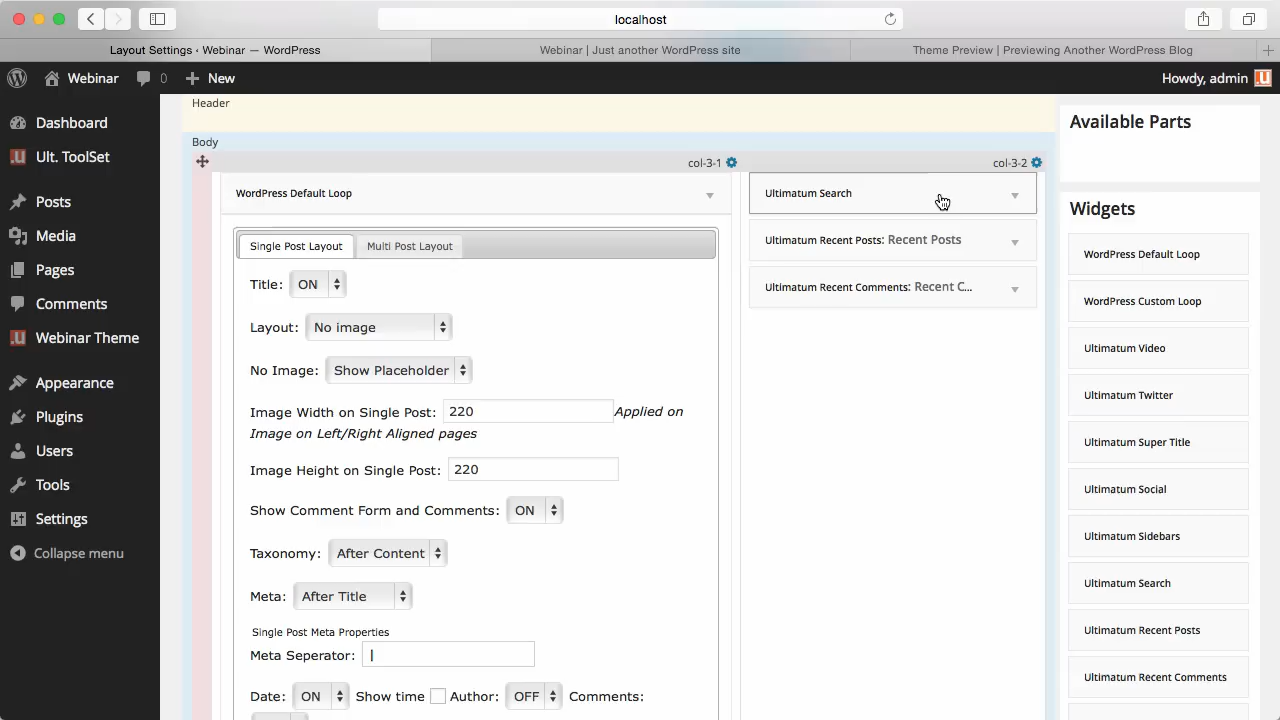 localhost
Layout Settings ‹ Webinar — WordPress
Webinar | Just another WordPress site
Theme Preview | Previewing Another WordPress Blog
Webinar
0
New
Howdy, admin
Dashboard
Ult. ToolSet
Posts
Media
Pages
Comments
Webinar Theme
Appearance
Plugins
Users
Tools
Settings
Collapse menu
Header
Body
col-3-1
WordPress Default Loop
Single Post Layout
Multi Post Layout
Title: ON
Layout: No image
No Image: Show Placeholder
Image Width on Single Post: 220 Applied on
Image on Left/Right Aligned pages
Image Height on Single Post: 220
Show Comment Form and Comments: ON
Taxonomy: After Content
Meta: After Title
Single Post Meta Properties
Meta Seperator: |
Date: ON Show time Author: OFF Comments:
col-3-2
Ultimatum Search
Ultimatum Recent Posts: Recent Posts
Ultimatum Recent Comments: Recent C...
Available Parts
Widgets
WordPress Default Loop
WordPress Custom Loop
Ultimatum Video
Ultimatum Twitter
Ultimatum Super Title
Ultimatum Social
Ultimatum Sidebars
Ultimatum Search
Ultimatum Recent Posts
Ultimatum Recent Comments